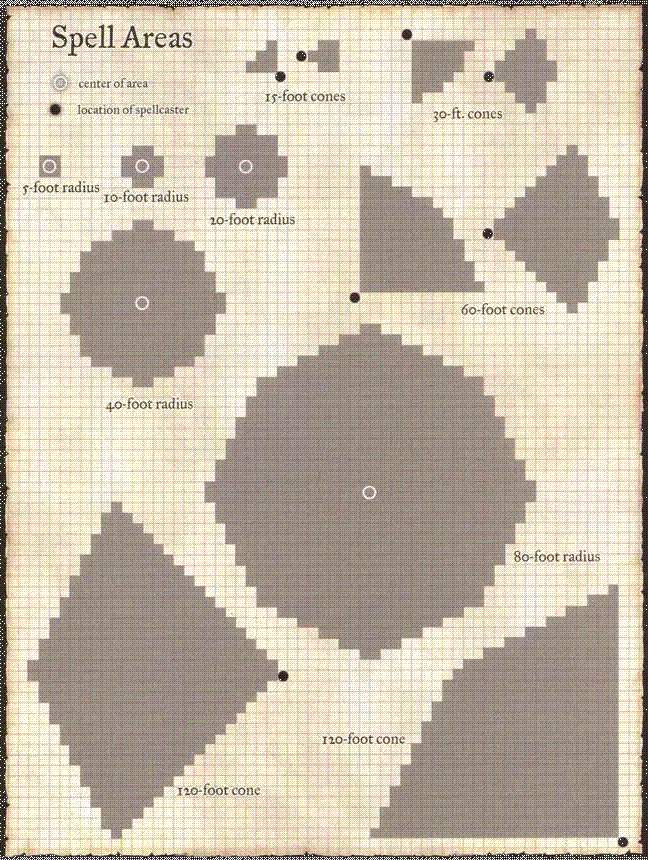 Spell Areas
center of area
location of spellcaster
15-foot cones
30-ft. cones
5-foot radius
10-foot radius
20-foot radius
60-foot cones
40-foot radius
80-foot radius
120-foot cone
120-foot cone